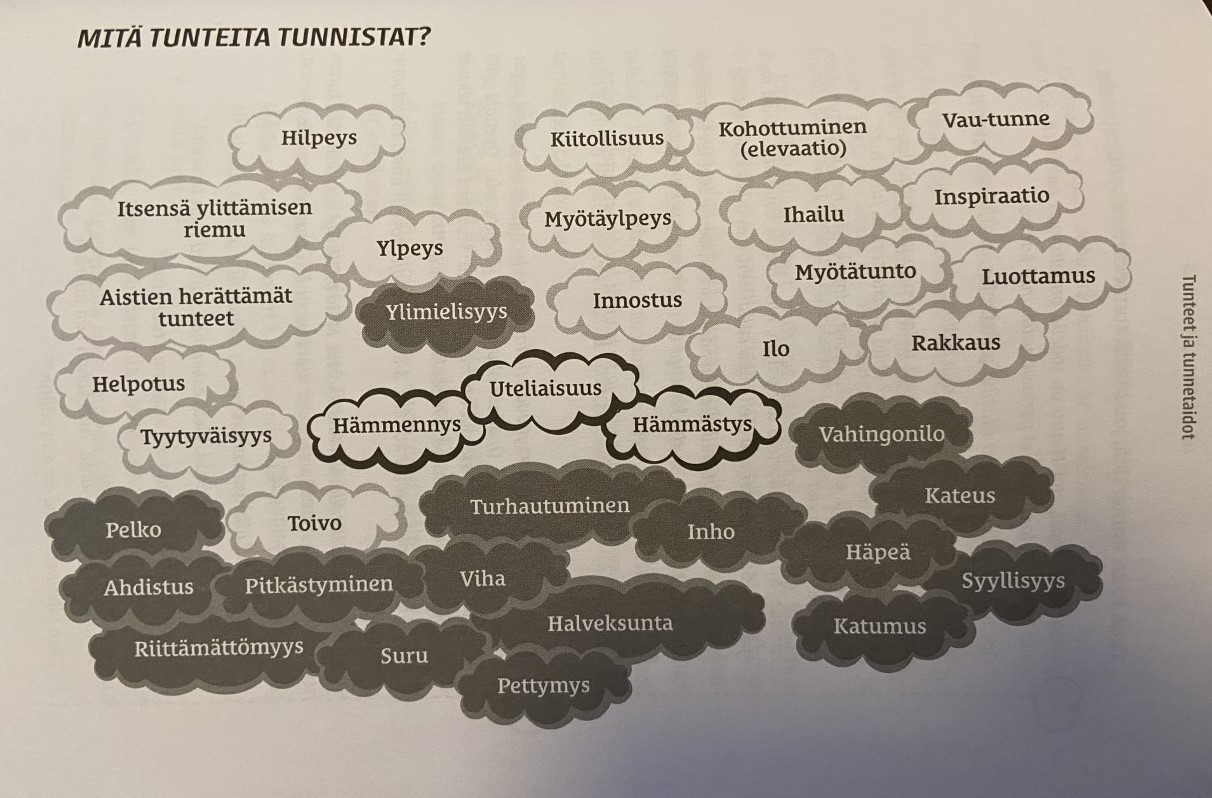 MITÄ TUNTEITA TUNNISTAT?
Hilpeys
Kiitollisuus
Kohottuminen
(elevaatio)
Vau-tunne
Itsensä ylittämisen
riemu
Ylpeys
Myötäylpeys
Ihailu
Inspiraatio
Aistien herättämät
tunteet
Ylimielisyys
Innostus
Myötätunto
Luottamus
Ilo
Rakkaus
Helpotus
Tyytyväisyys
Hämmennys
Uteliaisuus
Hämmästys
Vahingonilo
Kateus
Pelko
Toivo
Turhautuminen
Inho
Häpeä
Syyllisyys
Ahdistus
Pitkästyminen
Viha
Halveksunta
Katumus
Riittämättömyys
Suru
Pettymys
Tunteet ja tunnetaidot